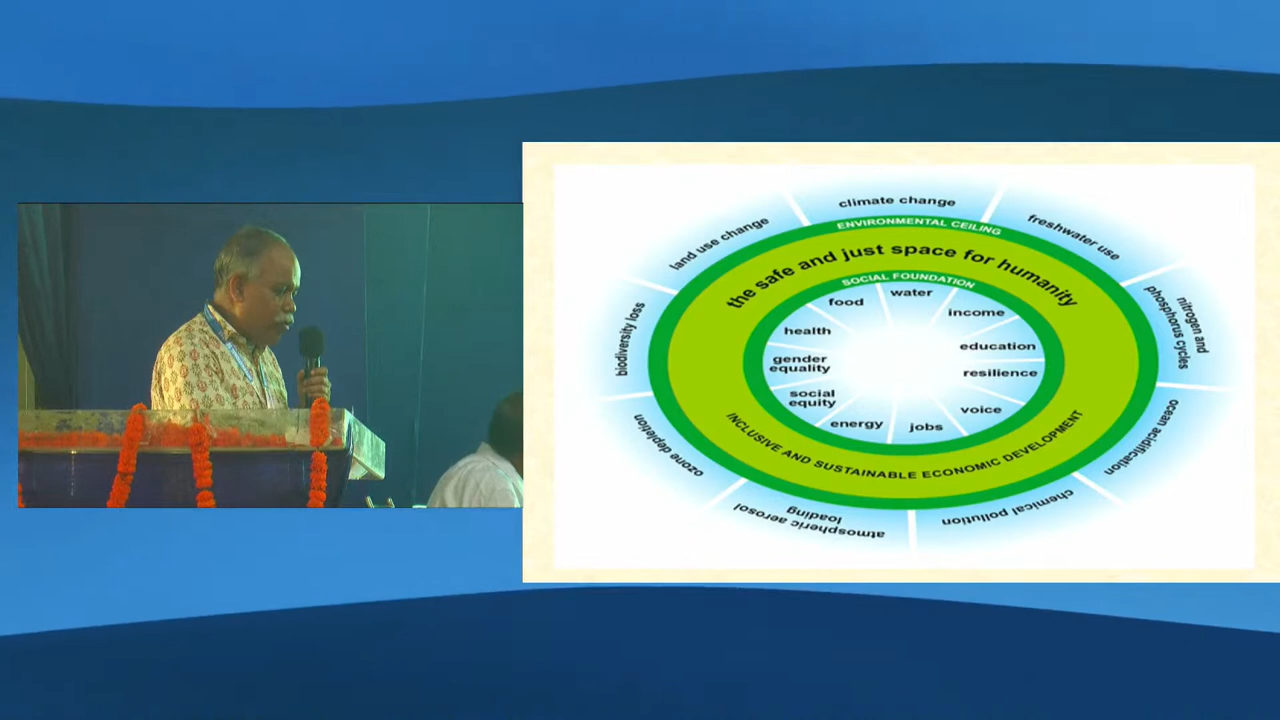 climate change
freshwater use
nitrogen and
phosphorus cycles
ocean acidification
chemical pollution
atmospheric aerosol
loading
ozone depletion
biodiversity loss
land use change
ENVIRONMENTAL CEILING
the safe and just space for humanity
SOCIAL FOUNDATION
water
income
education
resilience
voice
jobs
energy
social
equity
gender
equality
health
food
INCLUSIVE AND SUSTAINABLE ECONOMIC DEVELOPMENT